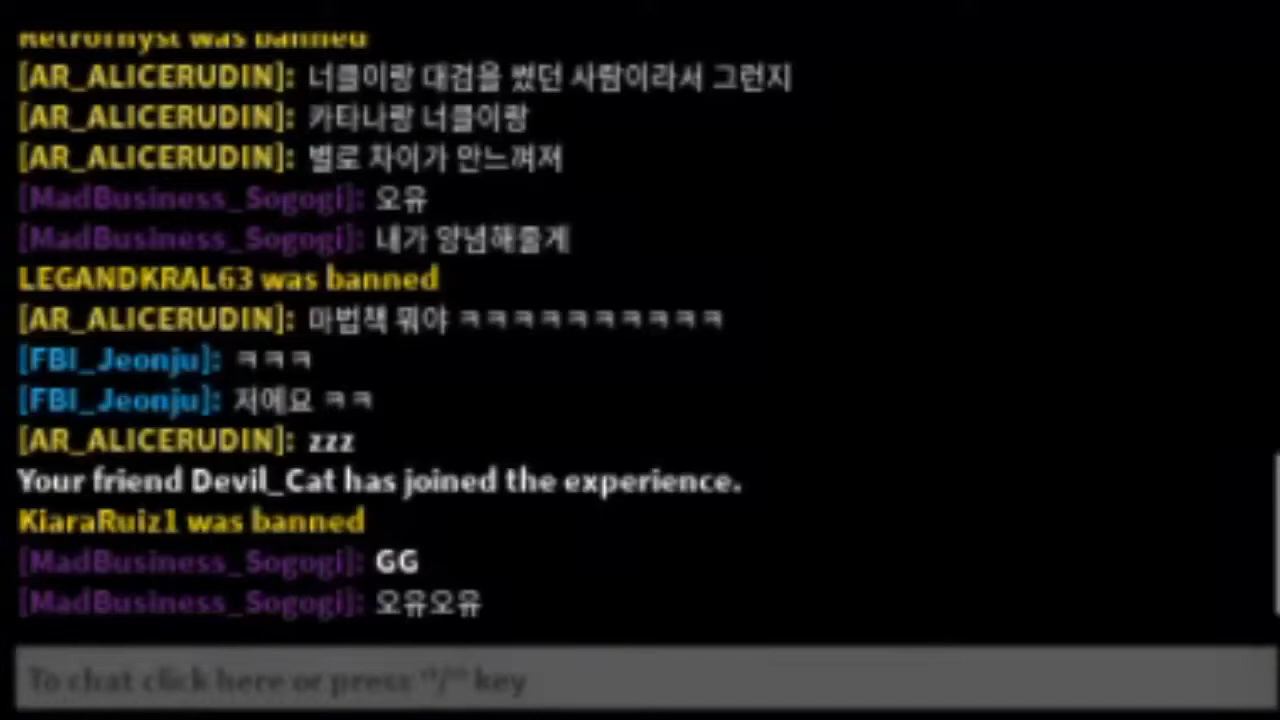 was banned
[AR_ALICERUDIN]: 너클이랑 대검을 썼던 사람이라서 그런지
[AR_ALICERUDIN]: 카타나랑 너클이랑
[AR_ALICERUDIN]: 별로 차이가 안느껴져
[MadBusiness_Sogogi]: 오유
[MadBusiness_Sogogi]: 내가 양념해줄게
LEGANDKRAL63 was banned
[AR_ALICERUDIN]: 마법책 뭐야 ㅋㅋㅋㅋㅋㅋㅋㅋㅋㅋ
[FBI_Jeonju]: ㅋㅋㅋ
[FBI_Jeonju]: 저에요 ㅋㅋ
[AR_ALICERUDIN]: zzz
Your friend Devil_Cat has joined the experience.
KiaraRuiz1 was banned
[MadBusiness_Sogogi]: GG
[MadBusiness_Sogogi]: 오유오유
To chat click here or press "/" key